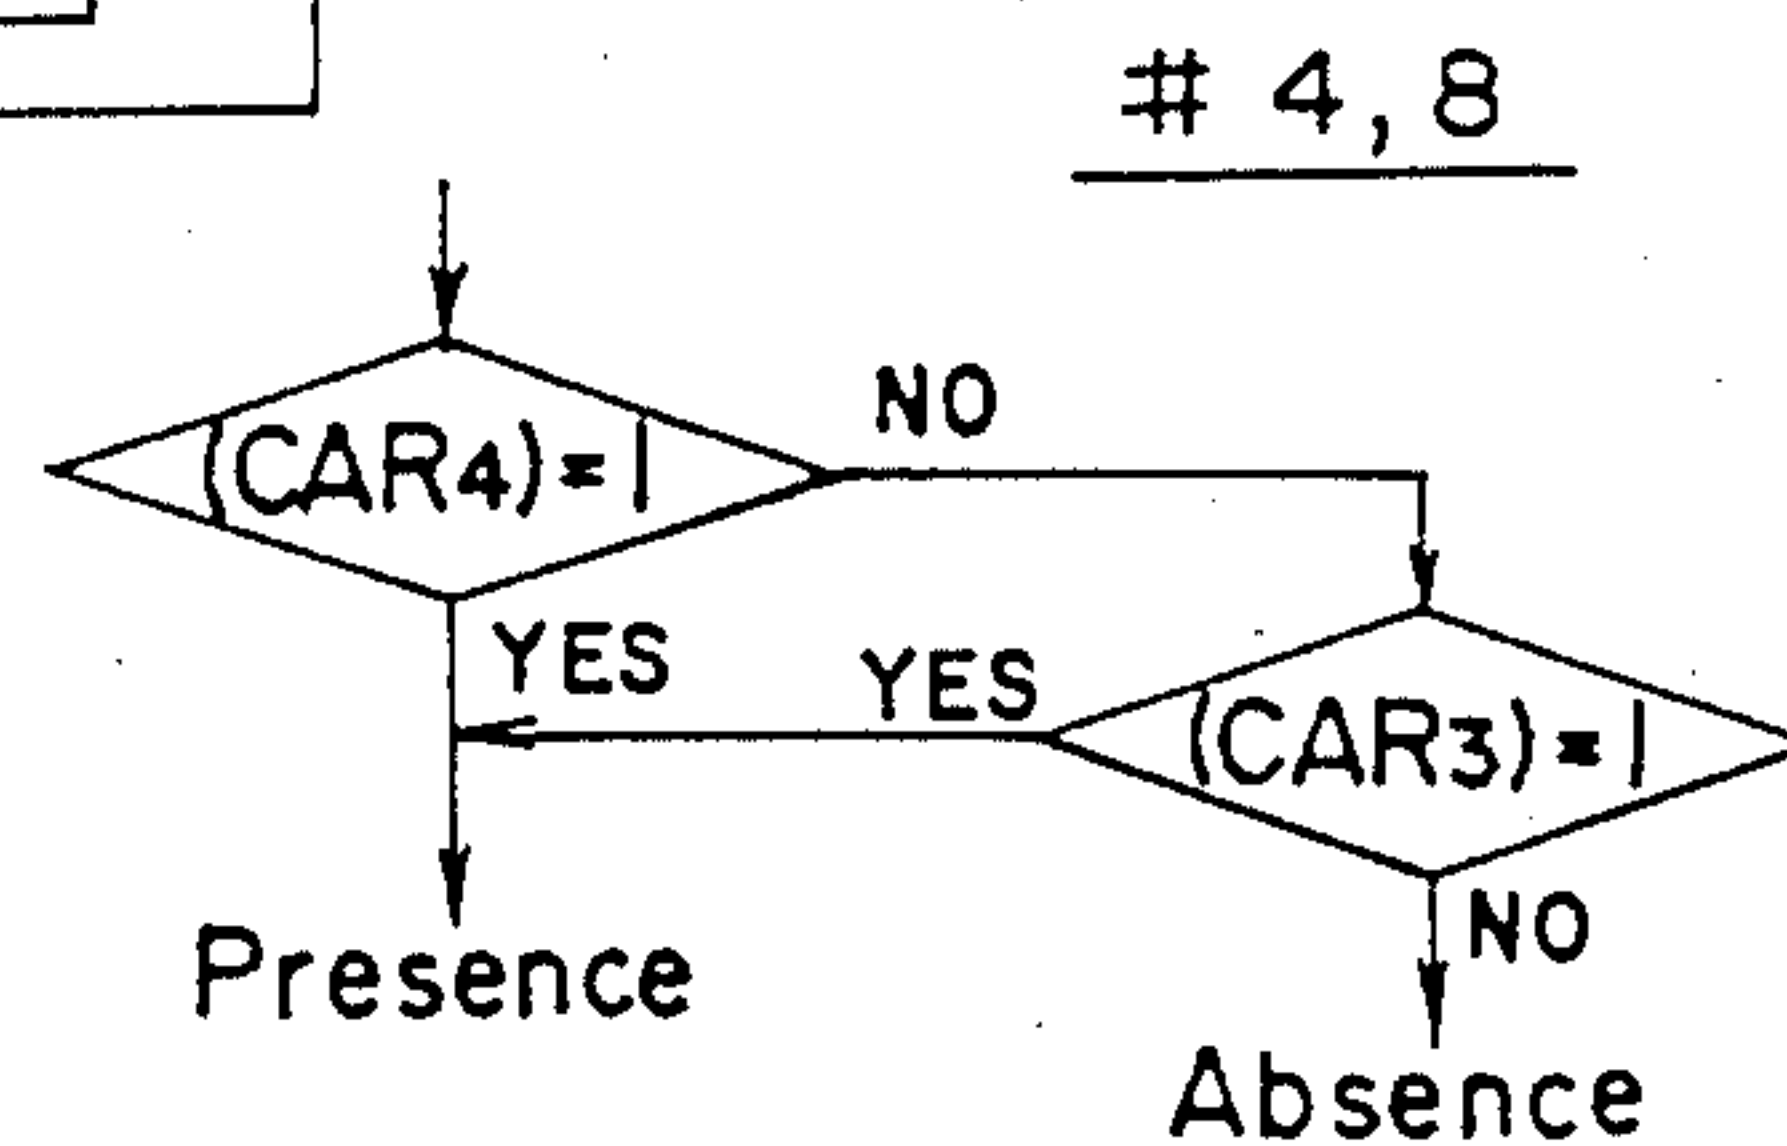 # 4,8
NO
(CAR4)=1
YES
YES
(CAR3)=1
NO
Presence
Absence